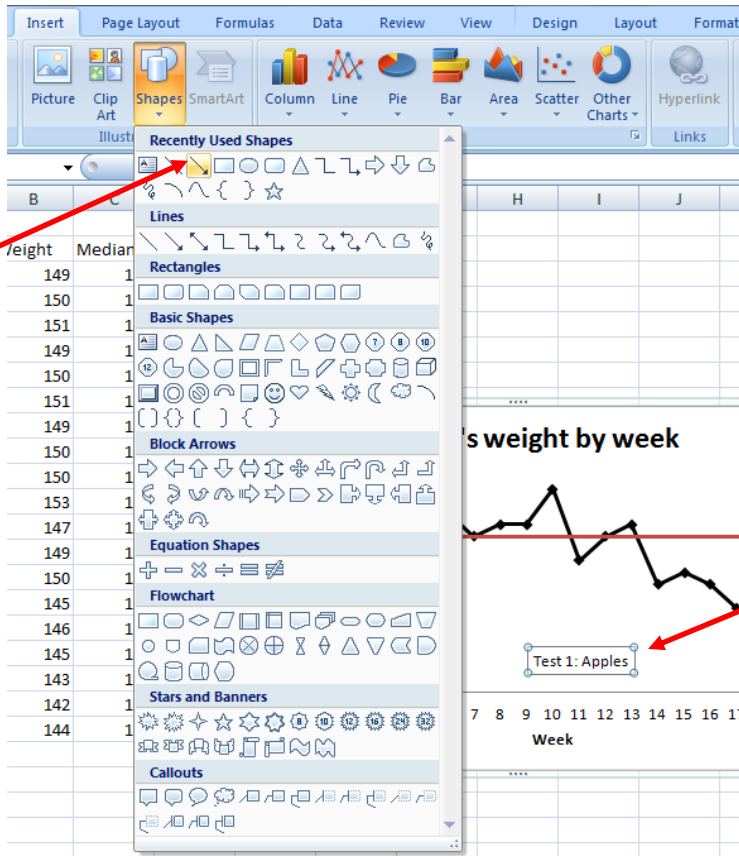 Insert Page Layout Formulas Data Review View Design Layout Format
Picture Clip Art Shapes SmartArt Column Line Pie Bar Area Scatter Other Charts Hyperlink
Links
Recently Used Shapes
B H I J
Lines
Median
149
Rectangles
150
Basic Shapes
151
149
150
151
149
's weight by week
Block Arrows
150
150
153
147
Equation Shapes
149
150
Flowchart
145
146
145
Test 1: Apples
143
Stars and Banners
142
7 8 9 10 11 12 13 14 15 16
144
Week
Callouts